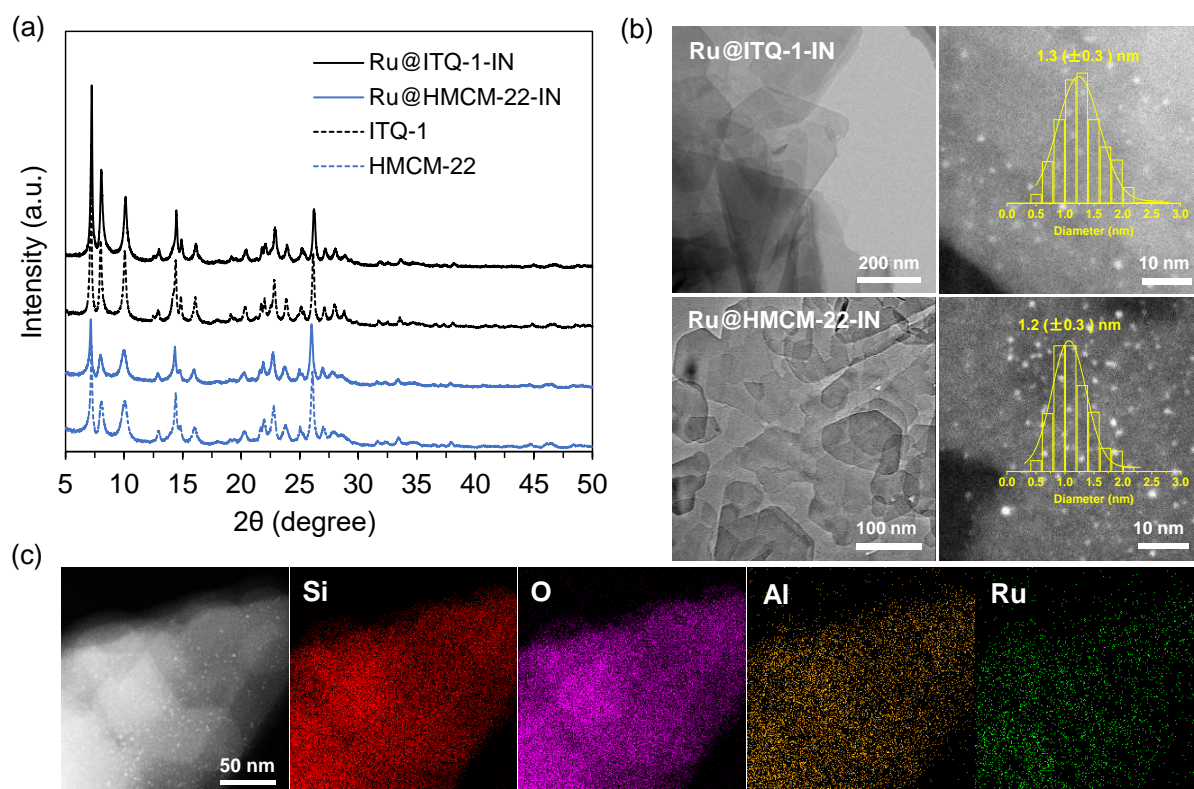 (a)
Ru@ITQ-1-IN
Ru@HMCM-22-IN
ITQ-1
HMCM-22
Intensity (a.u.)
5 10 15 20 25 30 35 40 45 50
2θ (degree)
(b)
Ru@ITQ-1-IN
200 nm
1.3 (±0.3) nm
0.0 0.5 1.0 1.5 2.0 2.5 3.0
Diameter (nm)
10 nm
Ru@HMCM-22-IN
100 nm
1.2 (±0.3) nm
0.0 0.5 1.0 1.5 2.0 2.5 3.0
Diameter (nm)
10 nm
(c)
50 nm
Si
O
Al
Ru